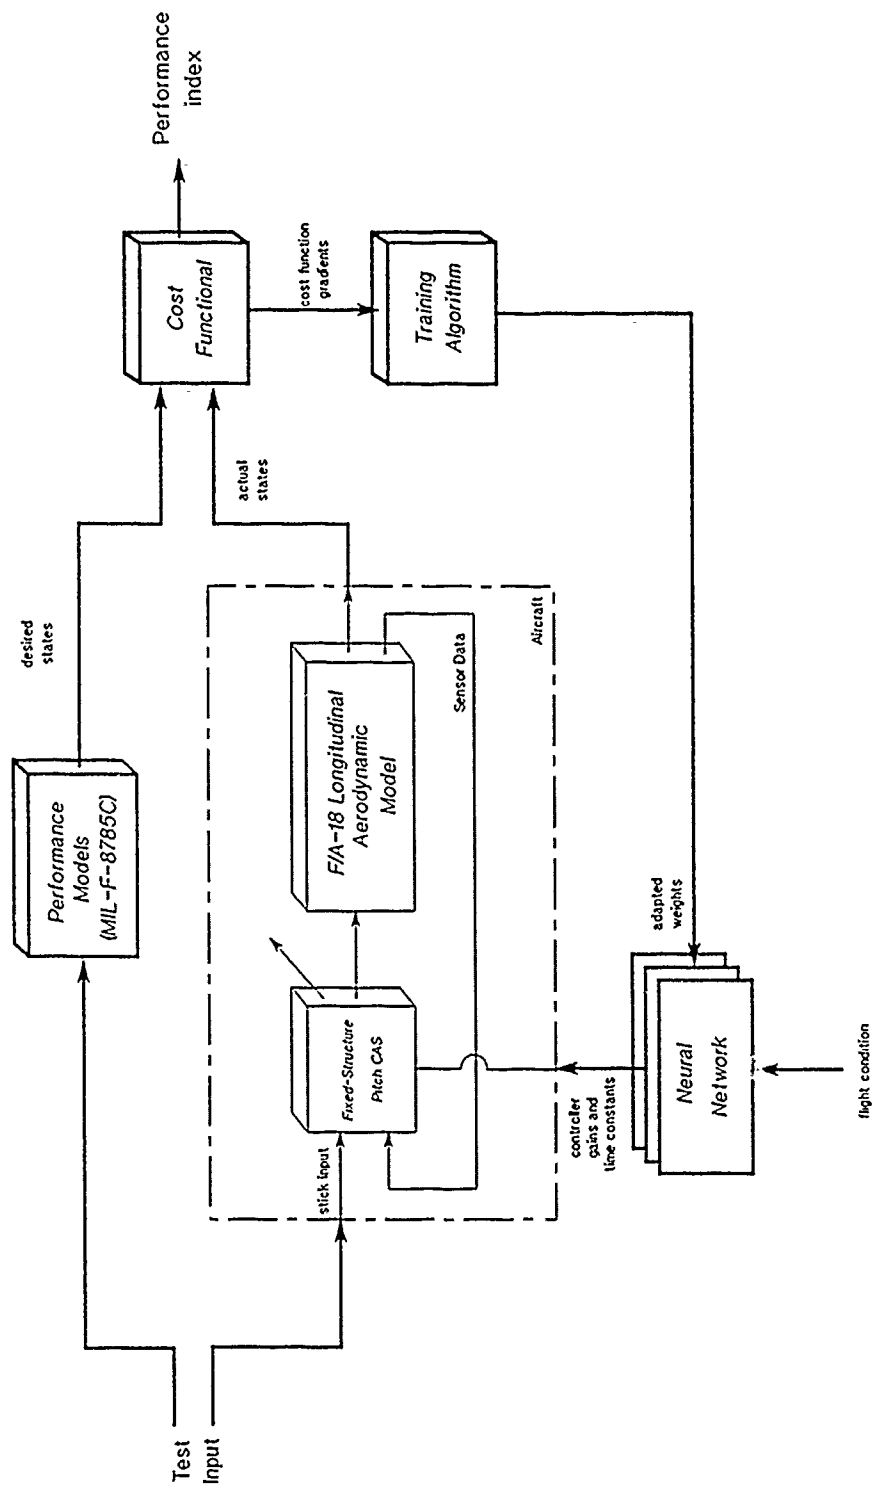 Test
Input
Performance
Models
(MIL-F-8785C)
desired
states
stick input
Fixed-Structure
Pitch CAS
F/A-18 Longitudinal
Aerodynamic
Model
Sensor Data
Aircraft
actual
states
Cost
Functional
Performance
index
cost function
gradients
Training
Algorithm
adapted
weights
controller
gains and
time constants
Neural
Network
flight condition